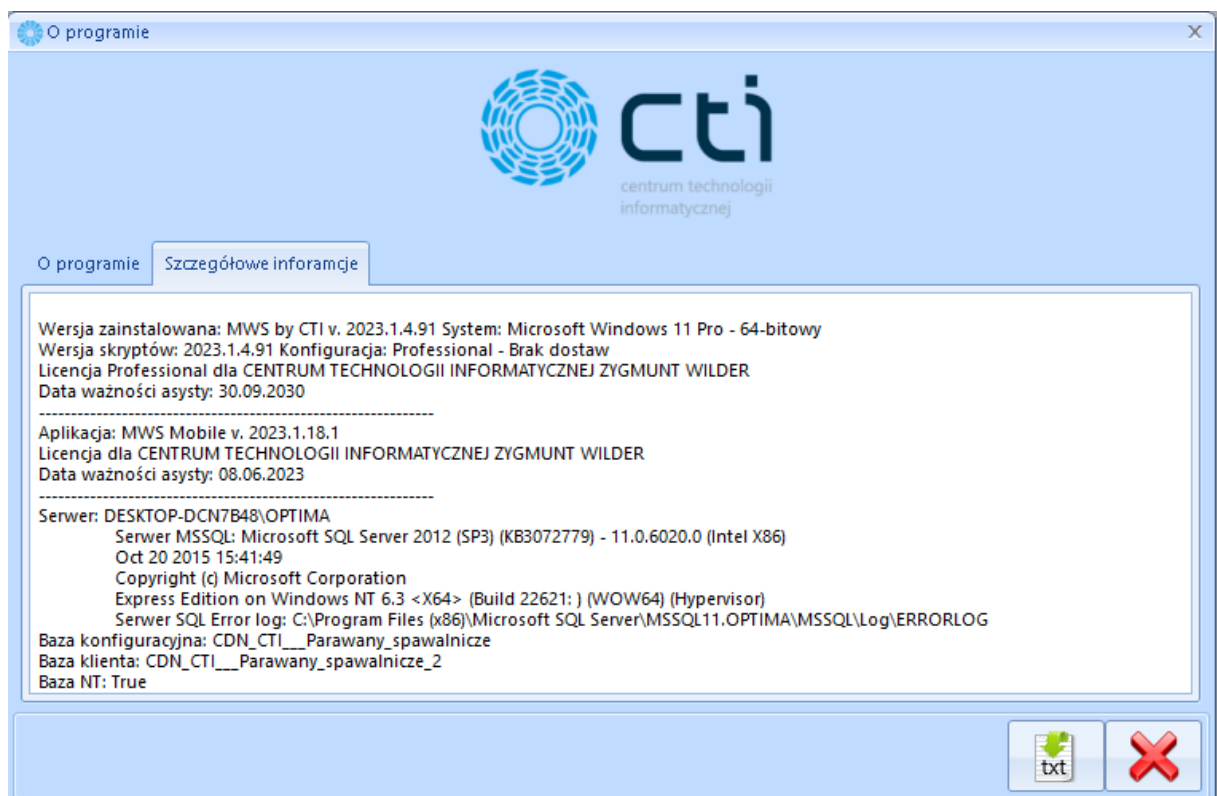 O programie
cti
centrum technologii
informatycznej
O programie
Szczegółowe inforamcje
Wersja zainstalowana: MWS by CTI v. 2023.1.4.91 System: Microsoft Windows 11 Pro - 64-bitowy
Wersja skryptów: 2023.1.4.91 Konfiguracja: Professional - Brak dostaw
Licencja Professional dla CENTRUM TECHNOLOGII INFORMATYCZNEJ ZYGMUNT WILDER
Data ważności asysty: 30.09.2030
--------------------------------------------------------------
Aplikacja: MWS Mobile v. 2023.1.18.1
Licencja dla CENTRUM TECHNOLOGII INFORMATYCZNEJ ZYGMUNT WILDER
Data ważności asysty: 08.06.2023
--------------------------------------------------------------
Serwer: DESKTOP-DCN7B48\OPTIMA
Serwer MSSQL: Microsoft SQL Server 2012 (SP3) (KB3072779) - 11.0.6020.0 (Intel X86)
Oct 20 2015 15:41:49
Copyright (c) Microsoft Corporation
Express Edition on Windows NT 6.3 <X64> (Build 22621: ) (WOW64) (Hypervisor)
Serwer SQL Error log: C:\Program Files (x86)\Microsoft SQL Server\MSSQL11.OPTIMA\MSSQL\Log\ERRORLOG
Baza konfiguracyjna: CDN_CTI___Parawany_spawalnicze
Baza klienta: CDN_CTI___Parawany_spawalnicze_2
Baza NT: True
txt